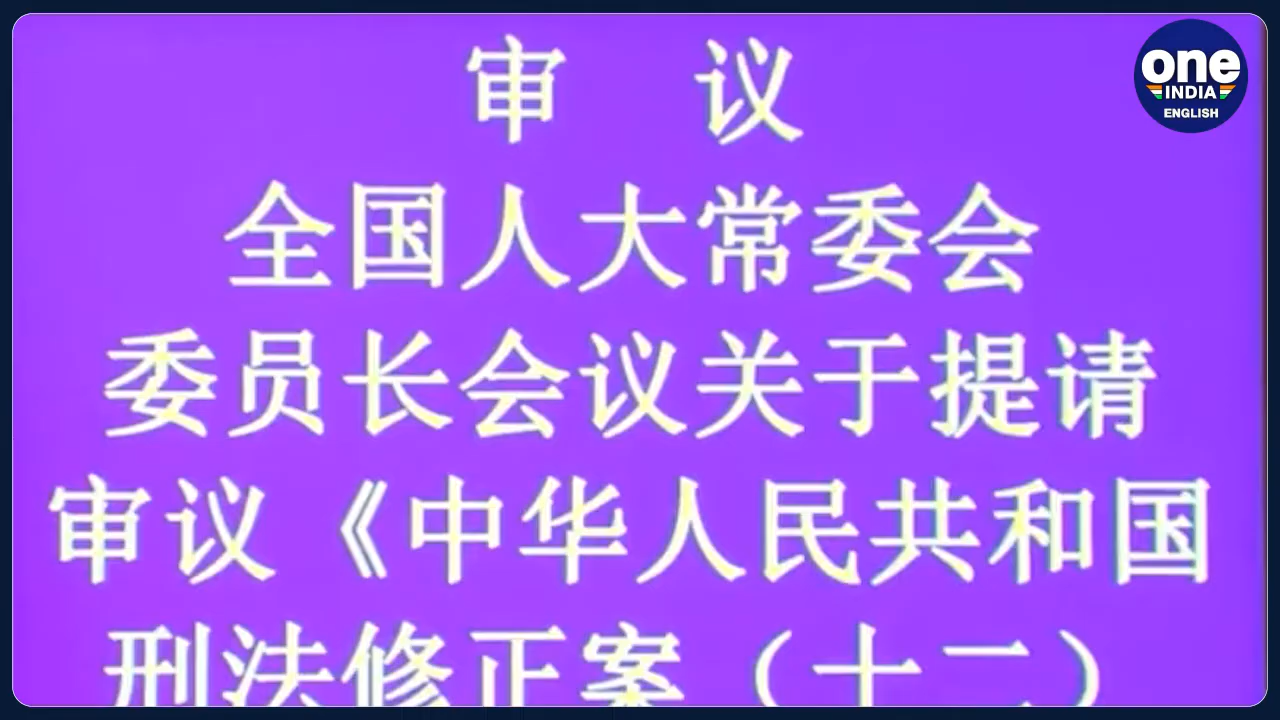 审 议
全国人大常委会
委员长会议关于提请
审议《中华人民共和国
刑法修正案（十二）
one
INDIA
ENGLISH